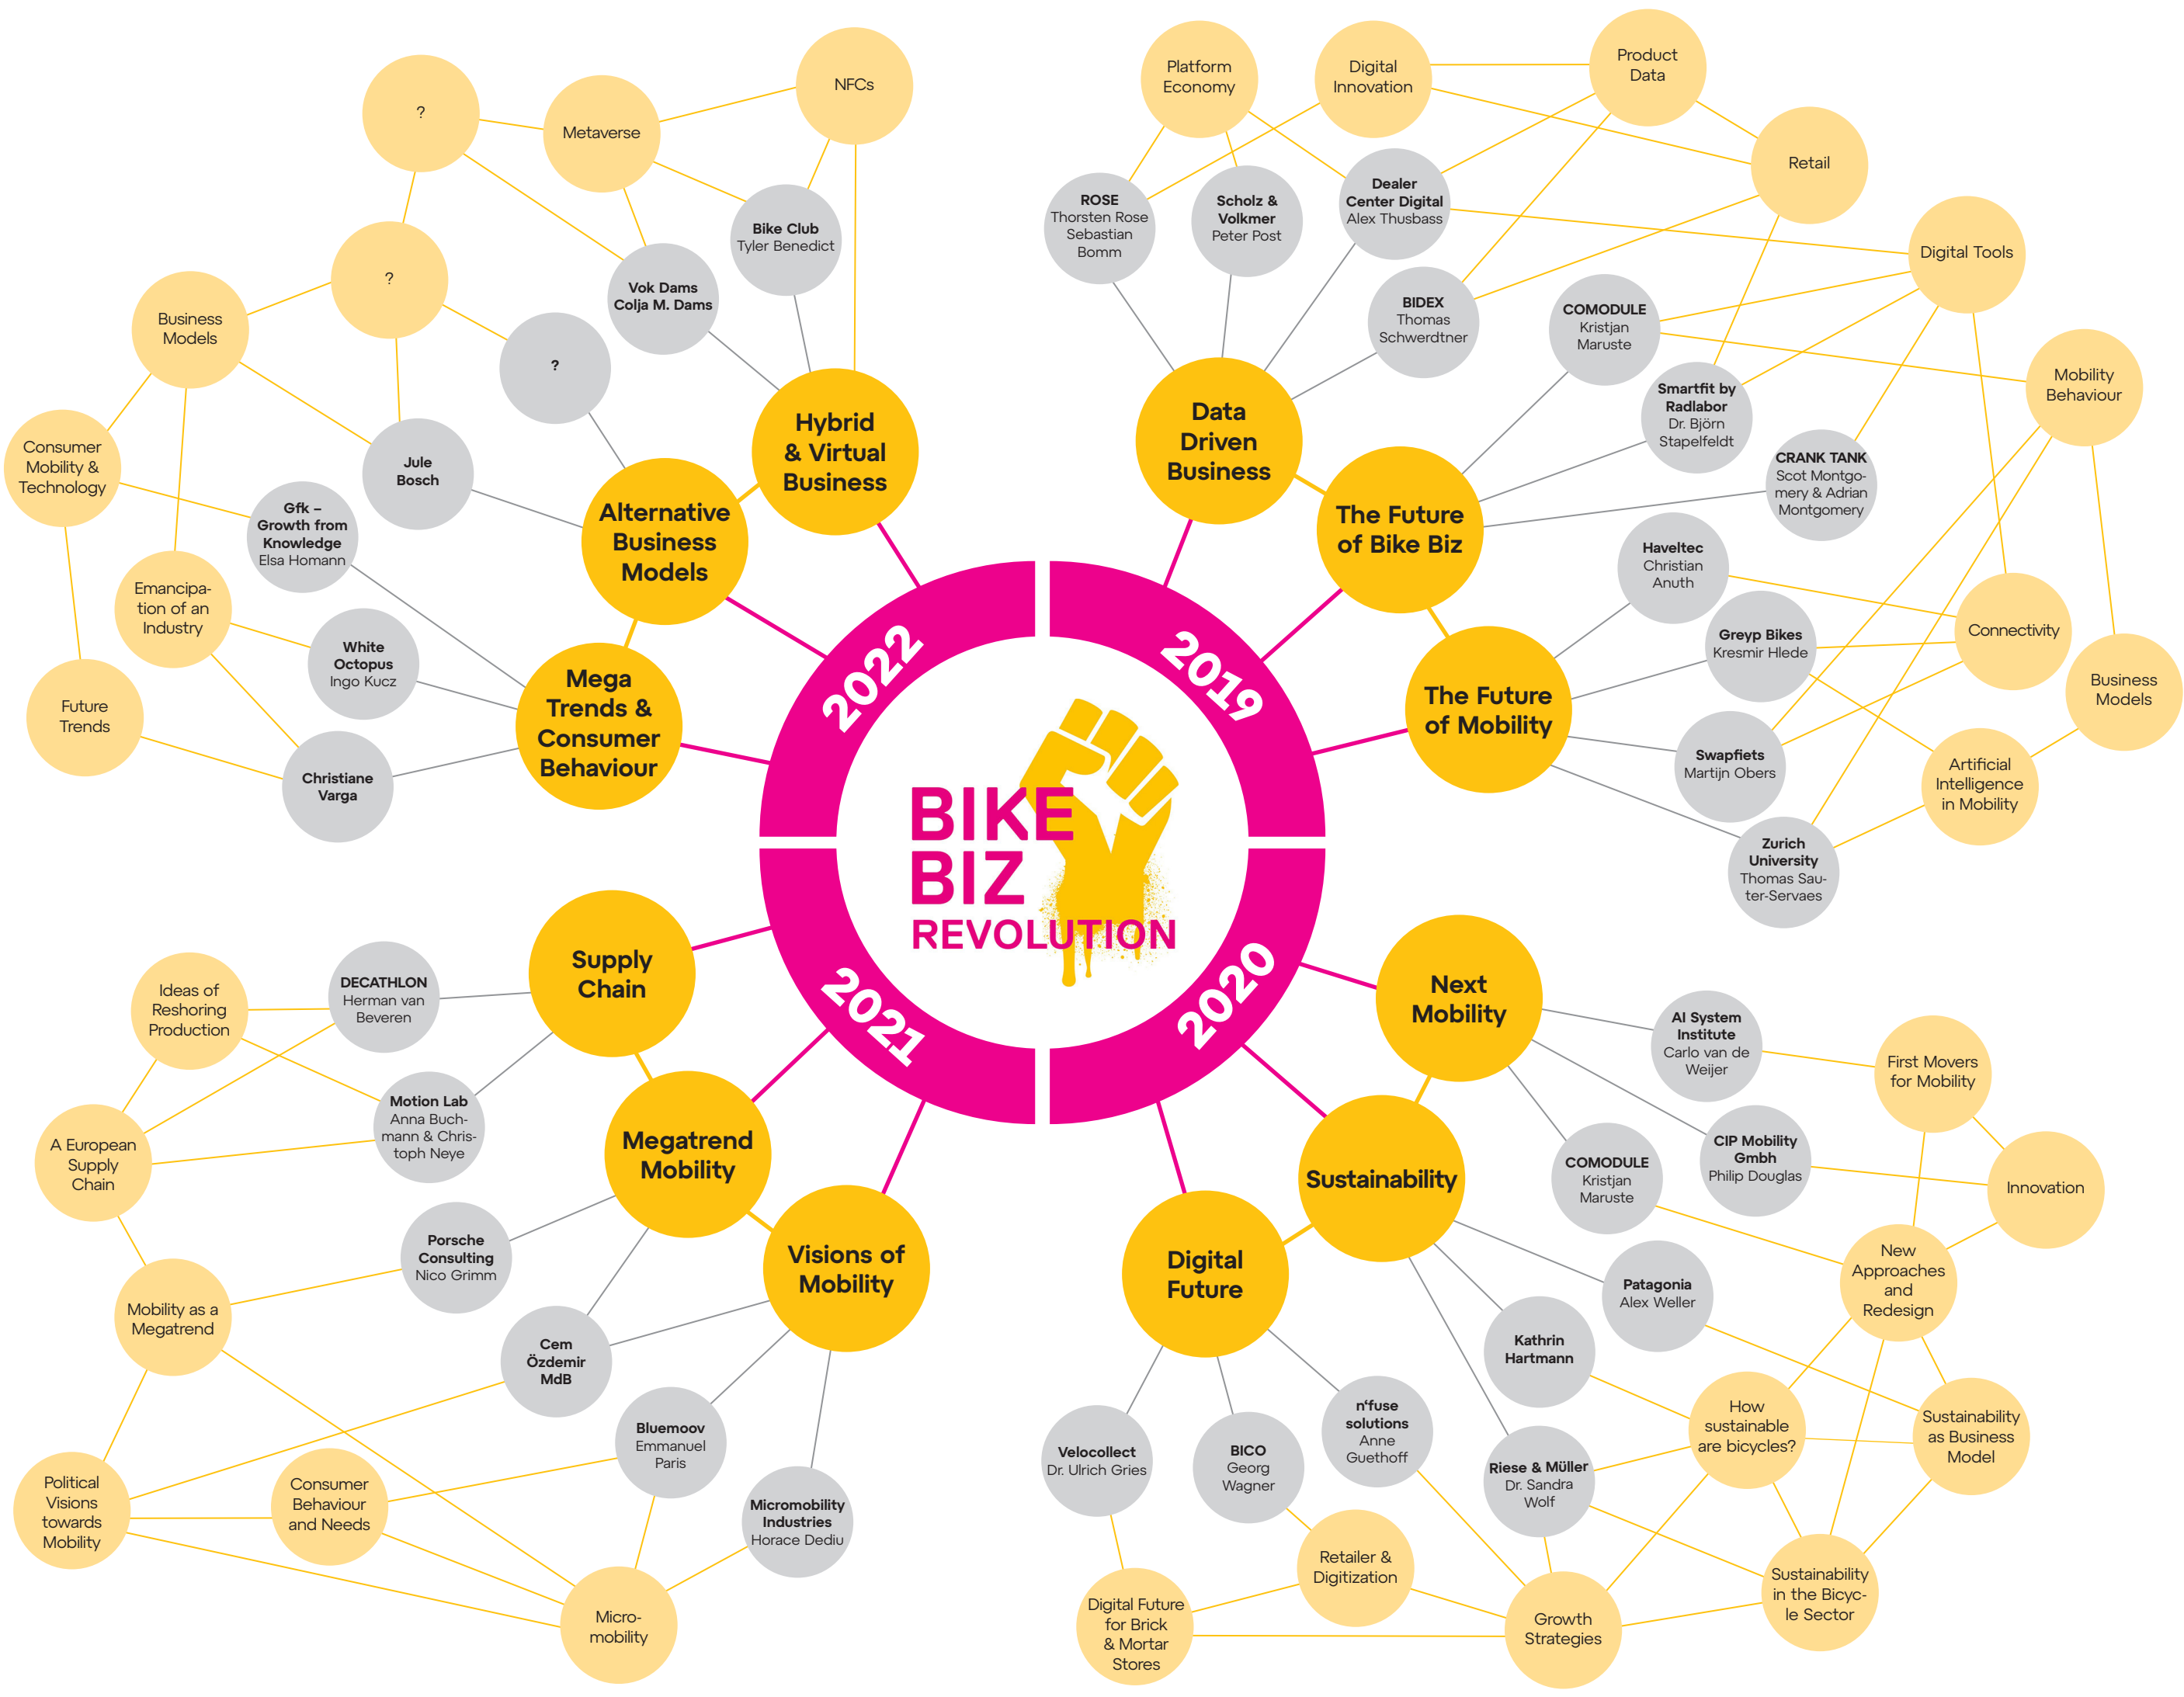 BIKE
BIZ
REVOLUTION
2022
2019
2021
2020
?
Metaverse
NFCs
Bike Club
Tyler Benedict
Vok Dams
Colja M. Dams
?
Business
Models
?
Consumer
Mobility &
Technology
Jule
Bosch
Gfk –
Growth from
Knowledge
Elsa Homann
Emancipa-
tion of an
Industry
White
Octopus
Ingo Kucz
Future
Trends
Christiane
Varga
Hybrid
& Virtual
Business
Alternative
Business
Models
Mega
Trends &
Consumer
Behaviour
Platform
Economy
Digital
Innovation
Product
Data
Retail
ROSE
Thorsten Rose
Sebastian
Bomm
Scholz &
Volkmer
Peter Post
Dealer
Center Digital
Alex Thusbass
Digital Tools
BIDEX
Thomas
Schwerdtner
COMODULE
Kristjan
Maruste
Mobility
Behaviour
Smartfit by
Radlabor
Dr. Björn
Stapelfeldt
CRANK TANK
Scot Montgo-
mery & Adrian
Montgomery
Data
Driven
Business
The Future
of Bike Biz
The Future
of Mobility
Haveltec
Christian
Anuth
Greyp Bikes
Kresmir Hlede
Connectivity
Business
Models
Swapfiets
Martijn Obers
Artificial
Intelligence
in Mobility
Zurich
University
Thomas Sau-
ter-Servaes
Supply
Chain
Megatrend
Mobility
Visions of
Mobility
Ideas of
Reshoring
Production
DECATHLON
Herman van
Beveren
Motion Lab
Anna Buch-
mann & Chris-
toph Neye
A European
Supply
Chain
Porsche
Consulting
Nico Grimm
Mobility as a
Megatrend
Cem
Özdemir
MdB
Bluemoov
Emmanuel
Paris
Political
Visions
towards
Mobility
Consumer
Behaviour
and Needs
Micromobility
Industries
Horace Dediu
Micro-
mobility
Next
Mobility
Sustainability
Digital
Future
AI System
Institute
Carlo van de
Weijer
First Movers
for Mobility
CIP Mobility
Gmbh
Philip Douglas
COMODULE
Kristjan
Maruste
Innovation
New
Approaches
and
Redesign
Patagonia
Alex Weller
Kathrin
Hartmann
How
sustainable
are bicycles?
Sustainability
as Business
Model
n‘fuse
solutions
Anne
Guethoff
Velocollect
Dr. Ulrich Gries
BICO
Georg
Wagner
Riese & Müller
Dr. Sandra
Wolf
Retailer &
Digitization
Sustainability
in the Bicyc-
le Sector
Digital Future
for Brick
& Mortar
Stores
Growth
Strategies